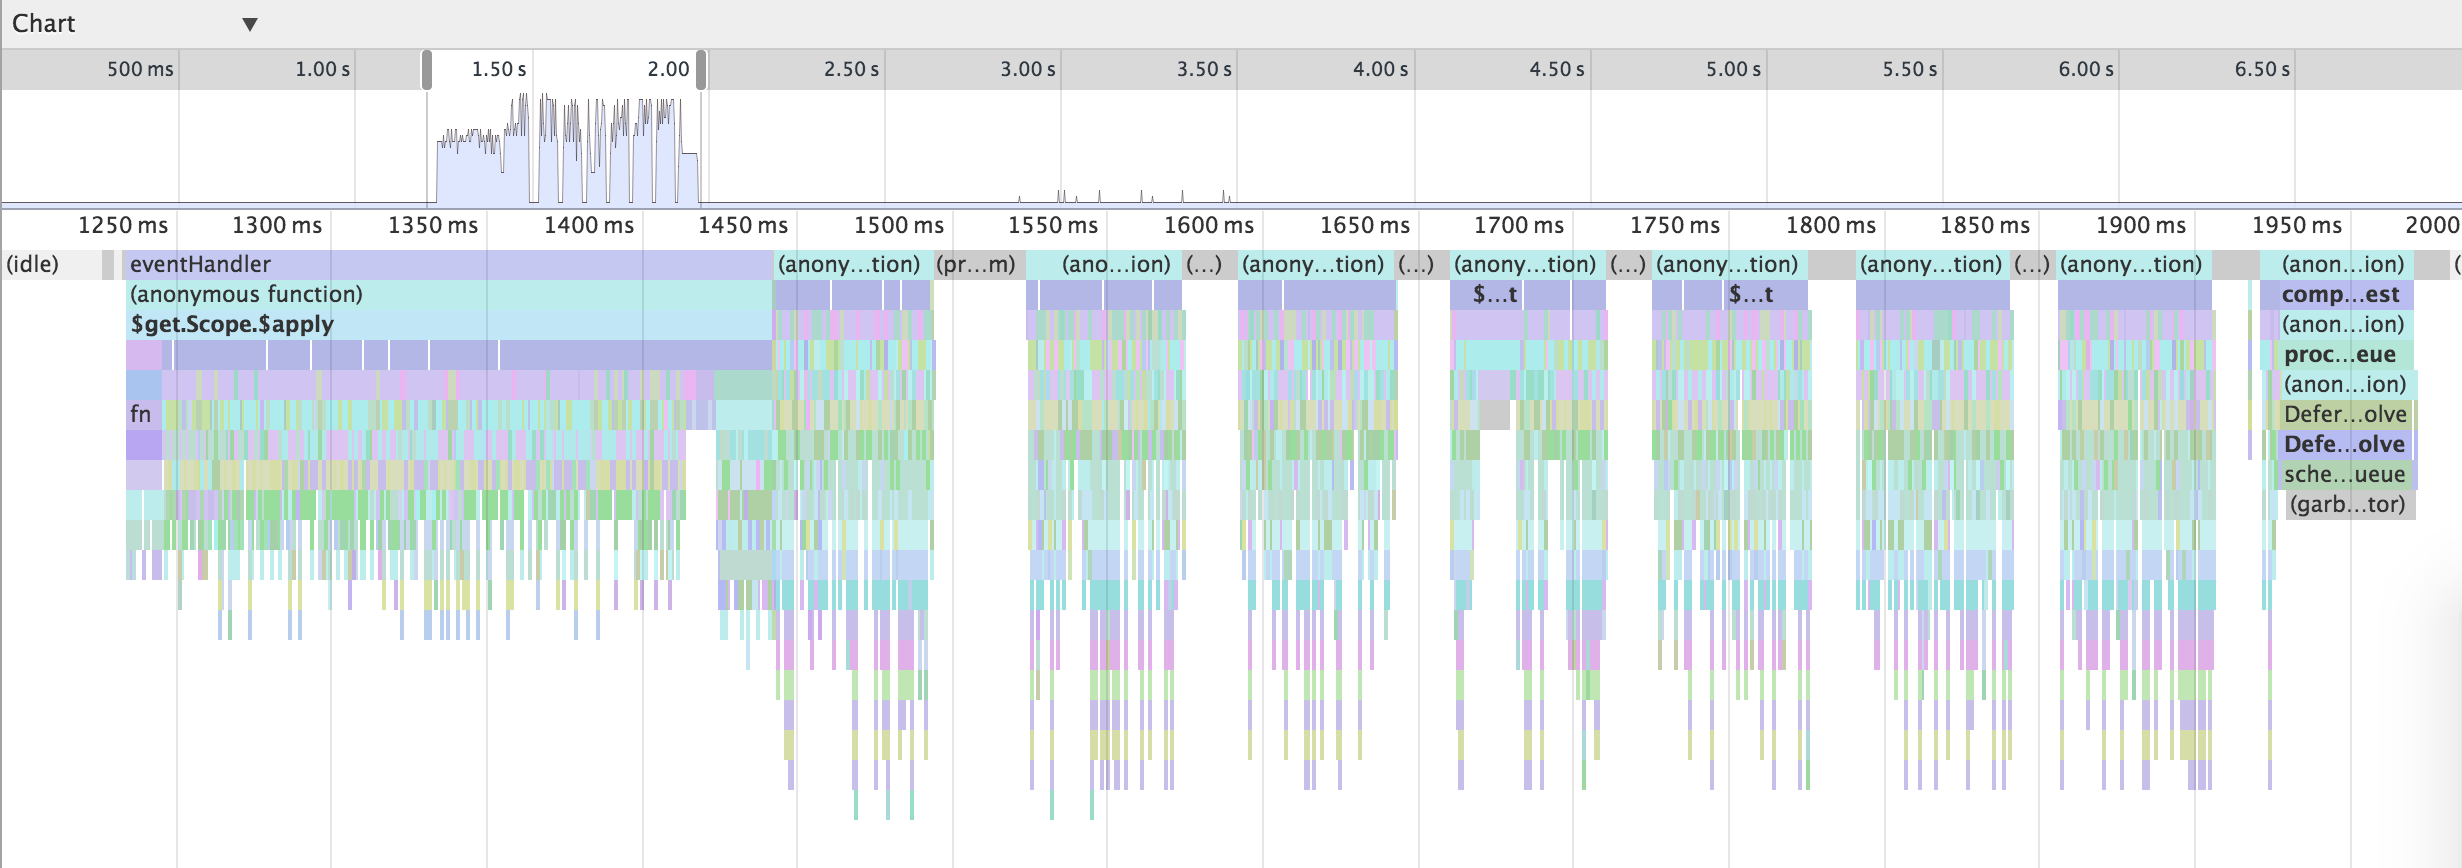 Chart ▼
500 ms 1.00 s 1.50 s 2.00 2.50 s 3.00 s 3.50 s 4.00 s 4.50 s 5.00 s 5.50 s 6.00 s 6.50 s
1250 ms 1300 ms 1350 ms 1400 ms 1450 ms 1500 ms 1550 ms 1600 ms 1650 ms 1700 ms 1750 ms 1800 ms 1850 ms 1900 ms 1950 ms 2000
(idle) eventHandler (anony…tion) (pr…m) (ano…ion) (…) (anony…tion) (…) (anony…tion) (…) (anony…tion) (anony…tion) (…) (anony…tion) (anon…ion) (
(anonymous function) $…t $…t comp…est
$get.Scope.$apply (anon…ion)
proc…eue
(anon…ion)
fn Defer…olve
Defe…olve
sche…ueue
(garb…tor)